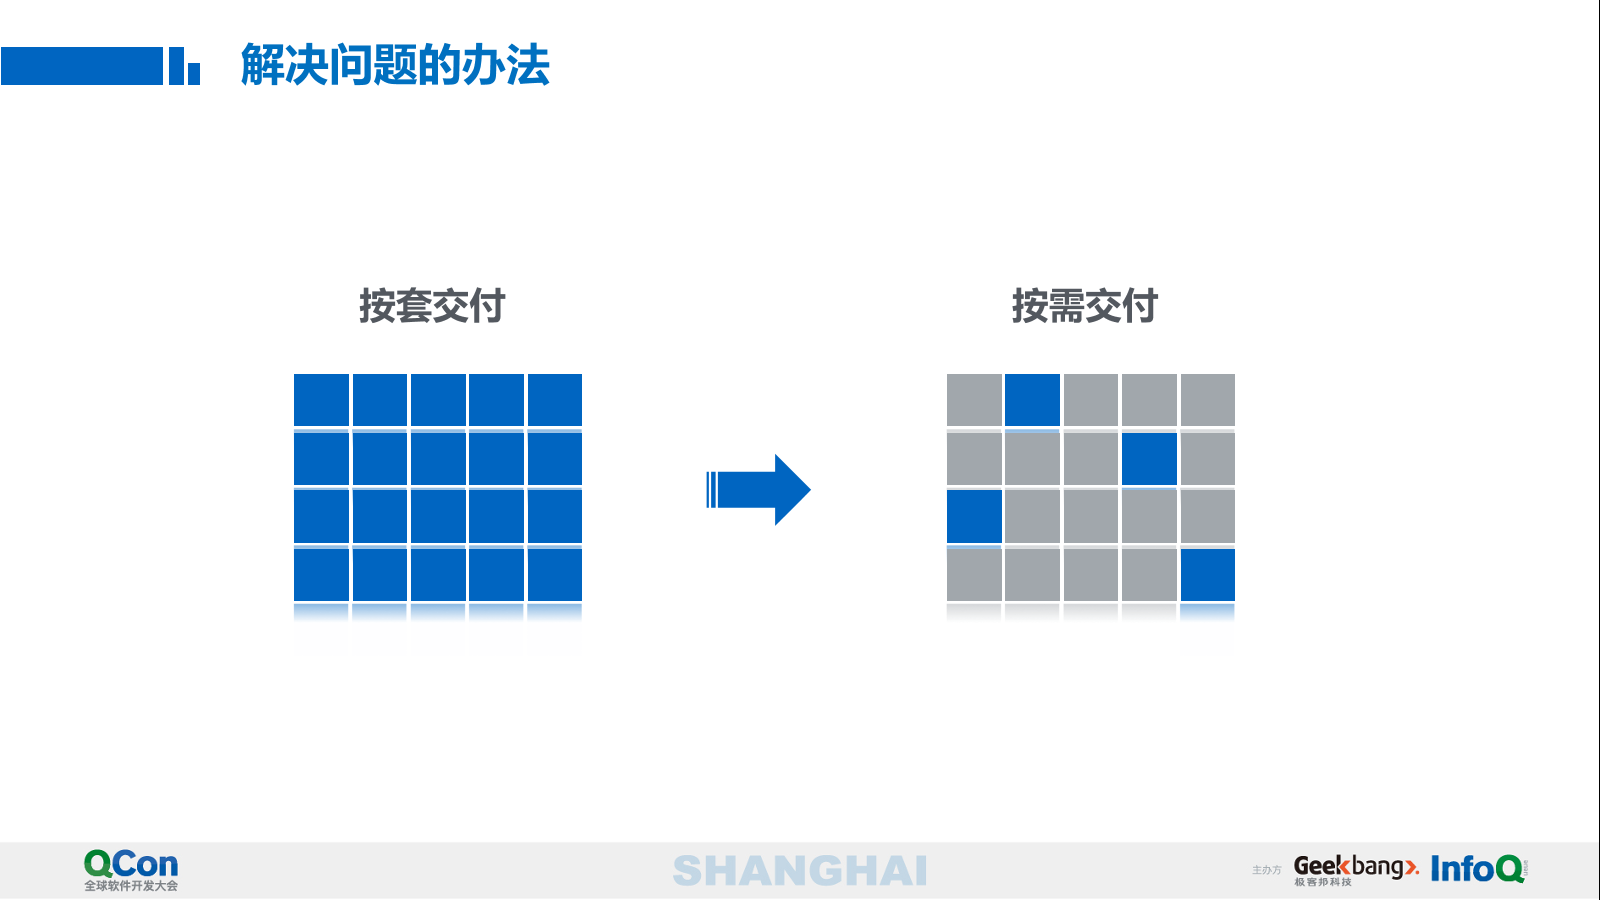 解决问题的办法
按套交付
按需交付
QCon
全球软件开发大会
SHANGHAI
主办方
Geekbang>.
极客邦科技
InfoQ